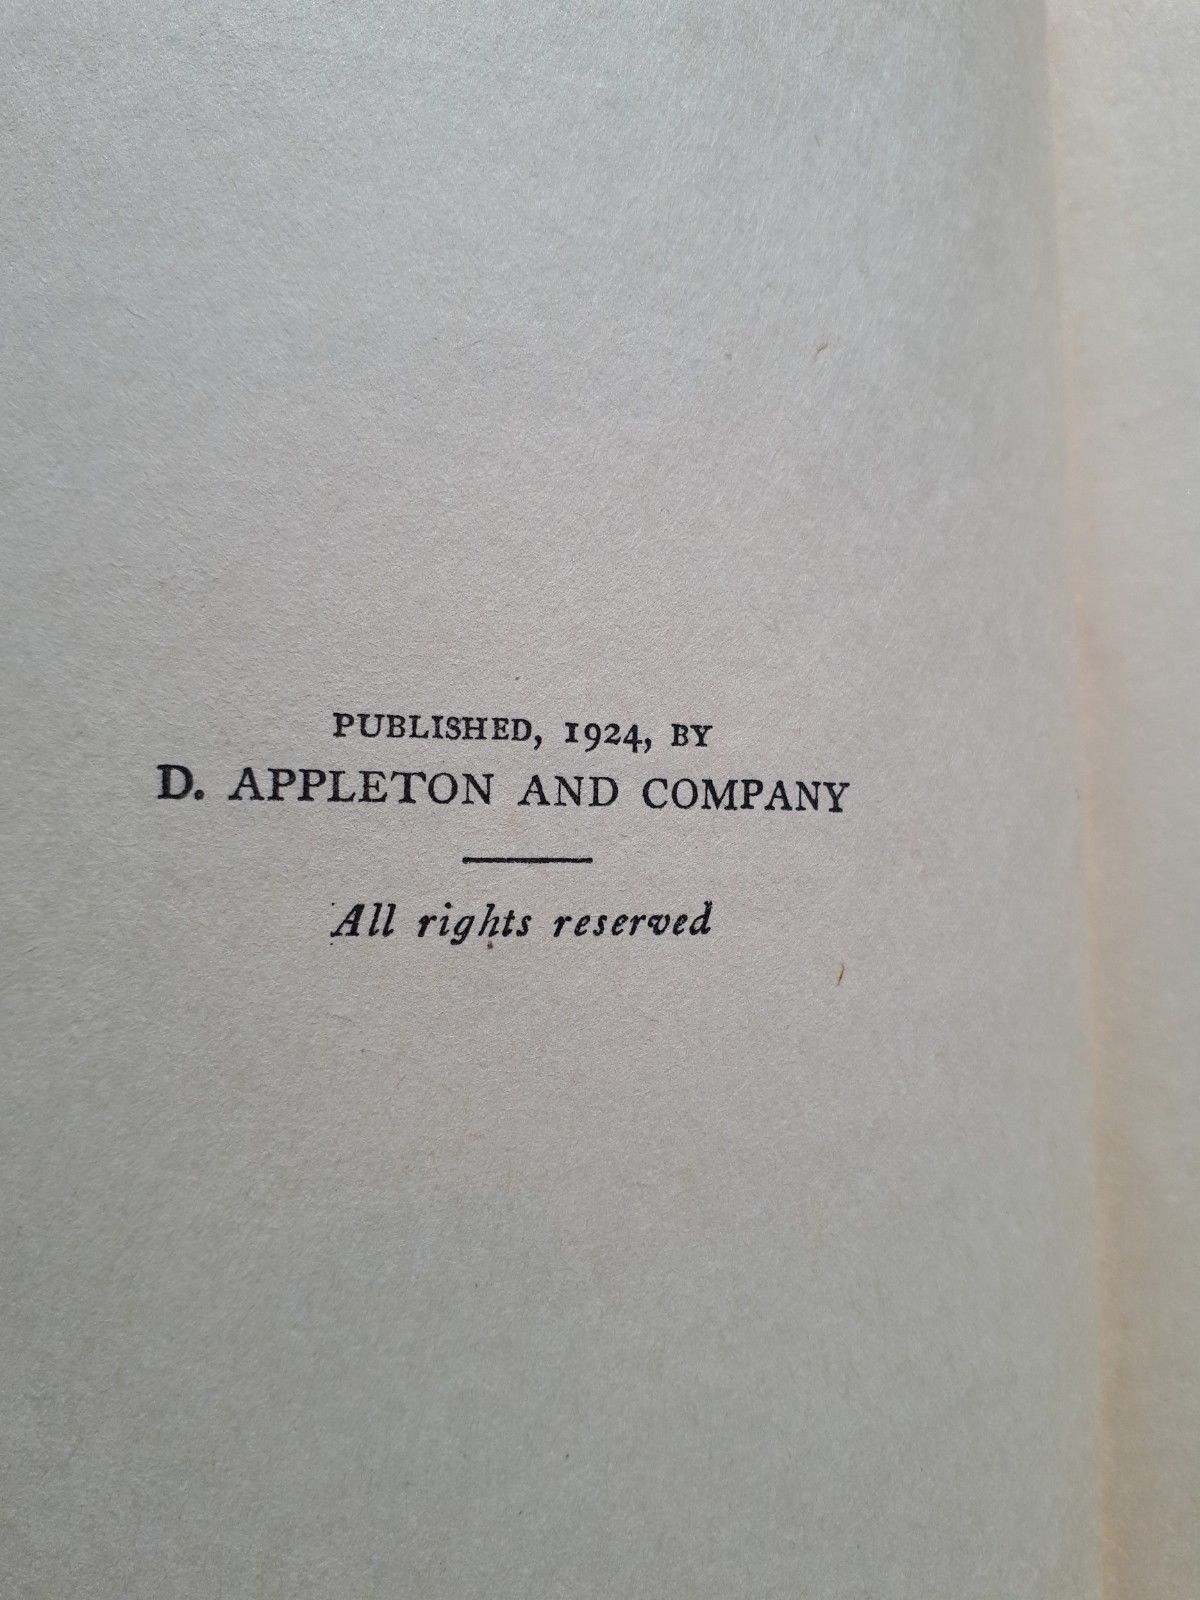 PUBLISHED, 1924, BY
D. APPLETON AND COMPANY
All rights reserved